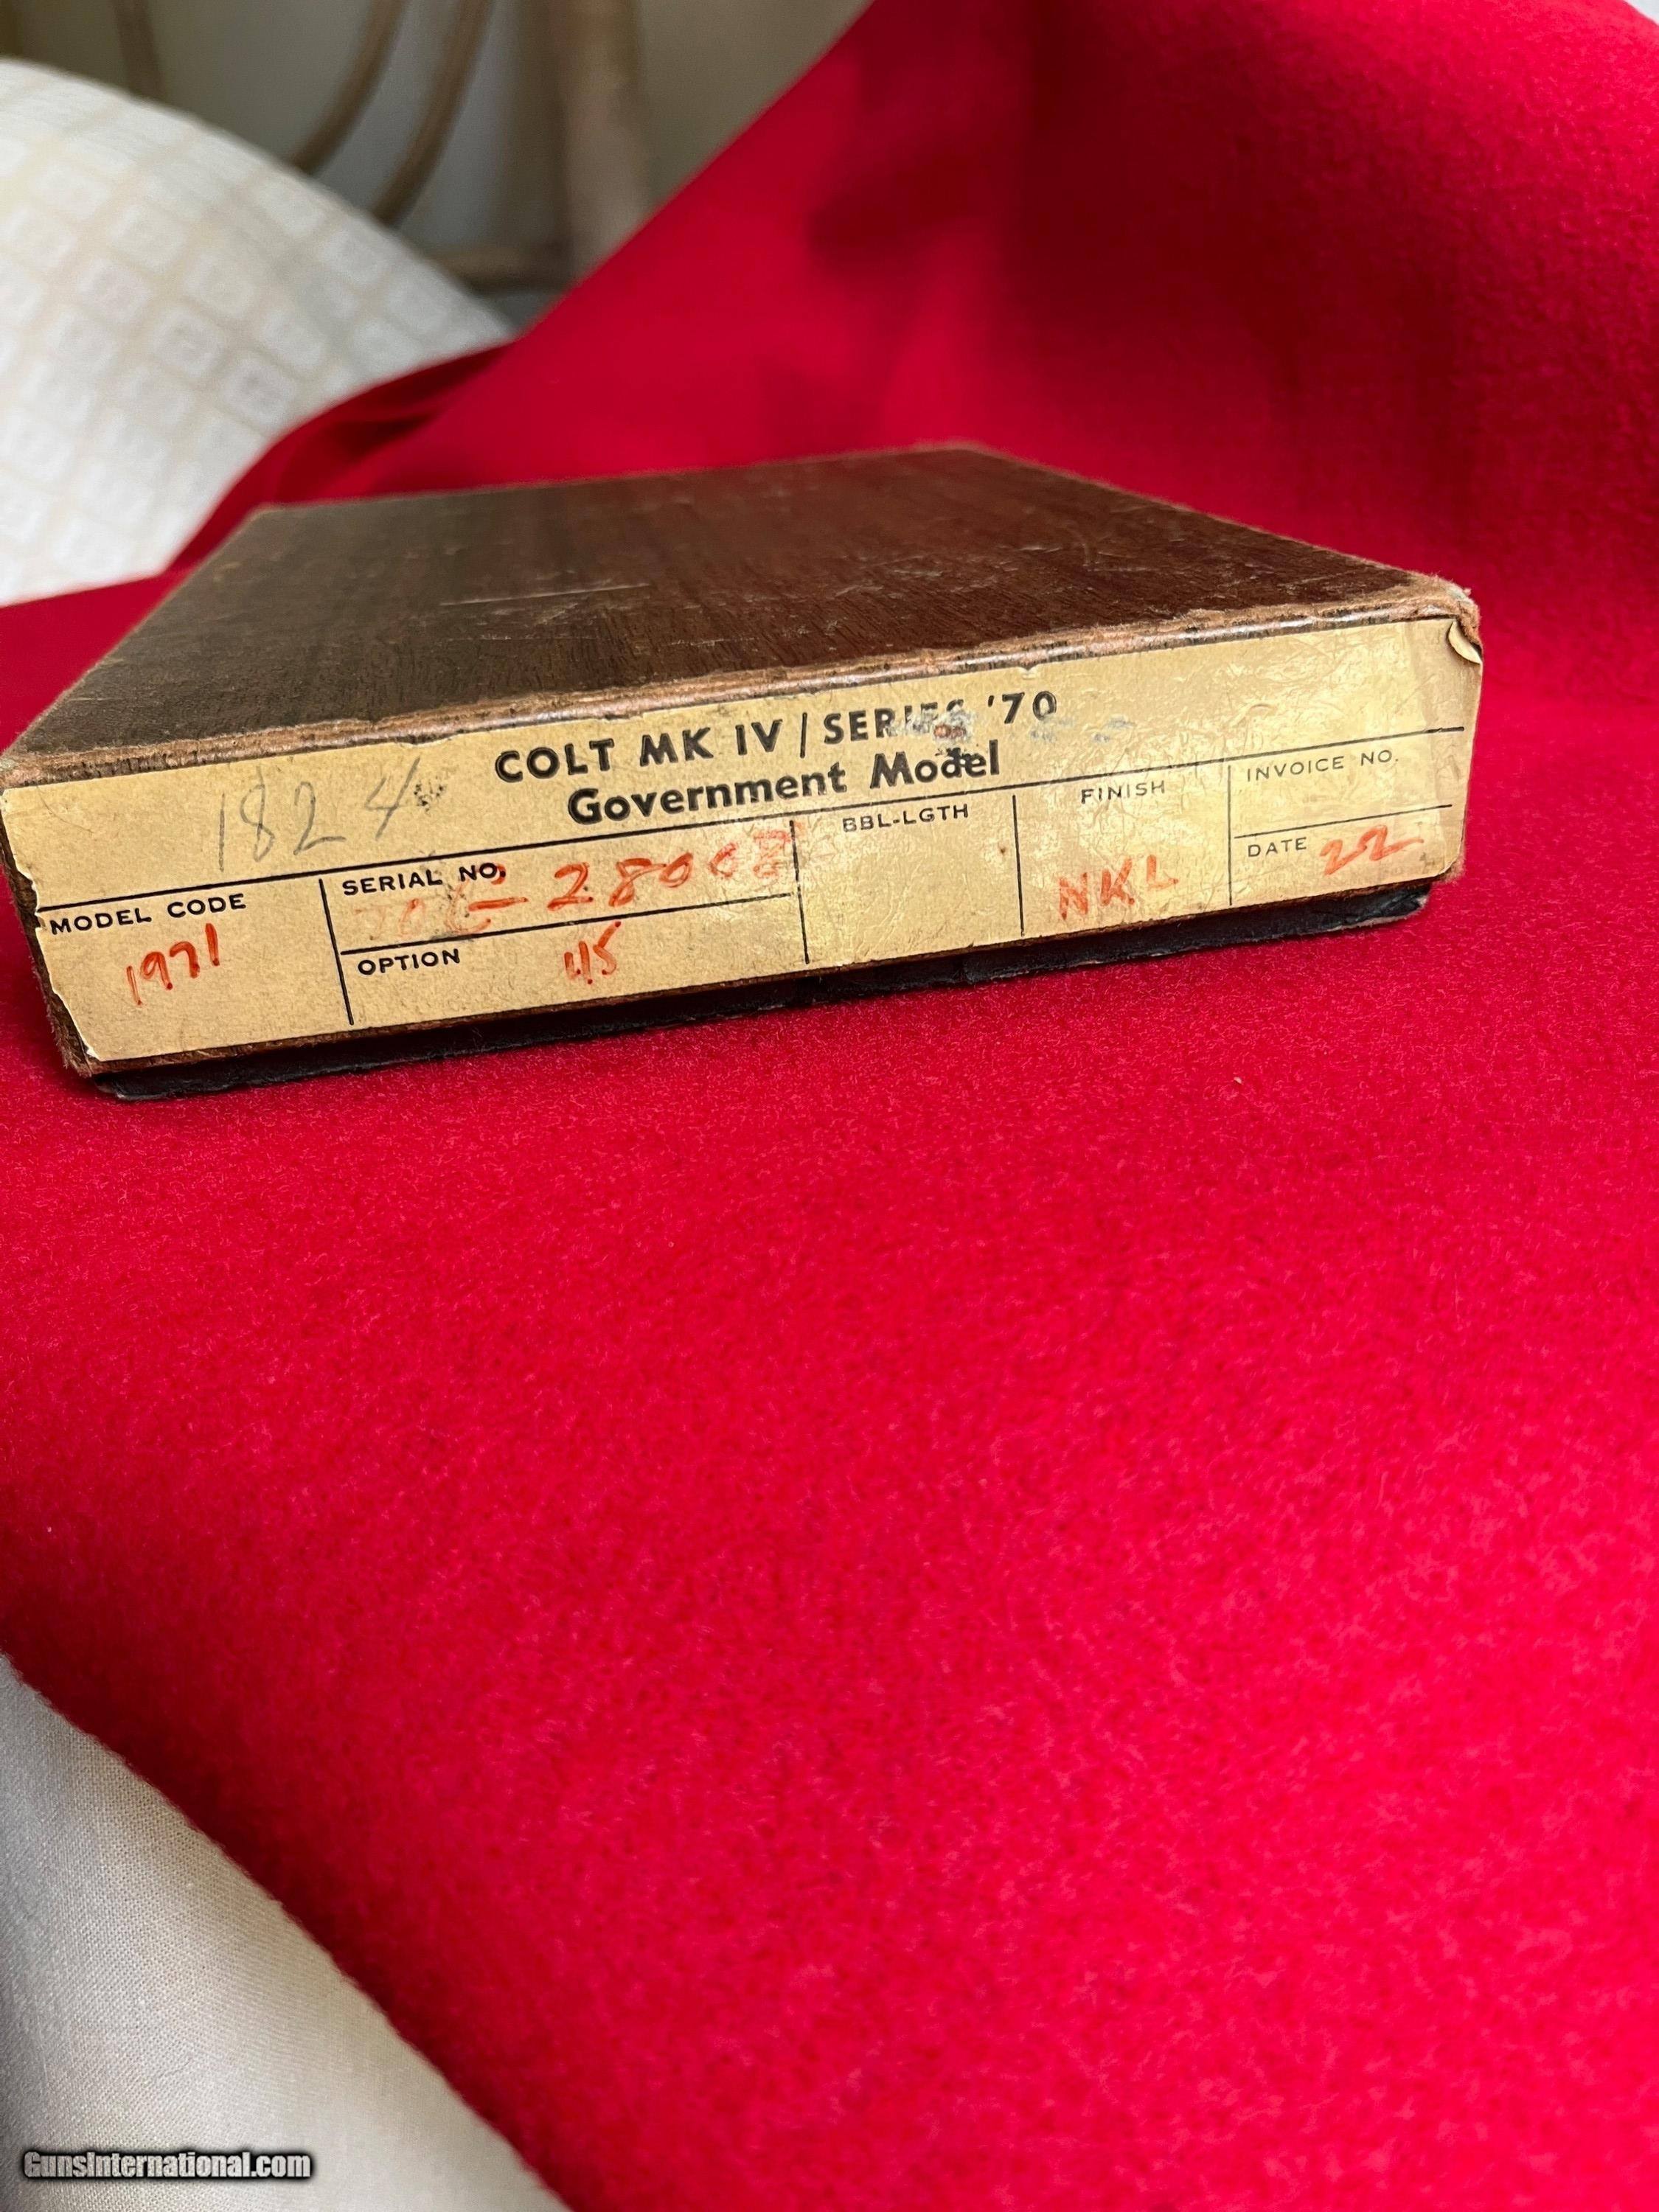 COLT MK IV / SERIES '70
Government Model
1824
MODEL CODE
1971
SERIAL NO.
OPTION
45
BBL-LGTH
FINISH
NKL
INVOICE NO.
DATE 22
GunsInternational.com